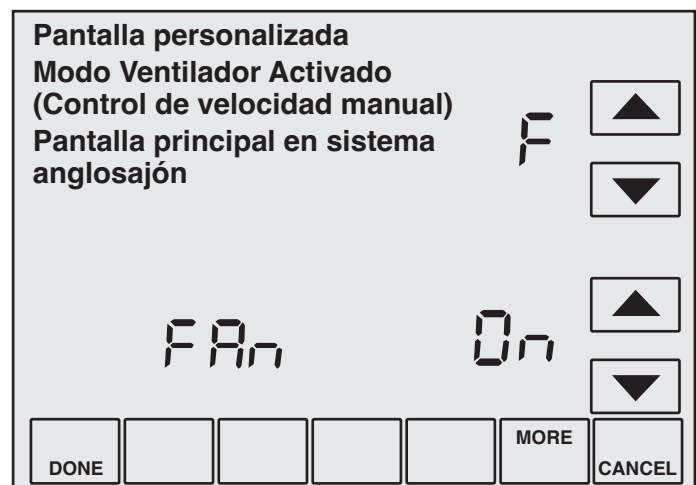 Pantalla personalizada
Modo Ventilador Activado
(Control de velocidad manual)
Pantalla principal en sistema
anglosajón
F
FAn On
DONE MORE CANCEL